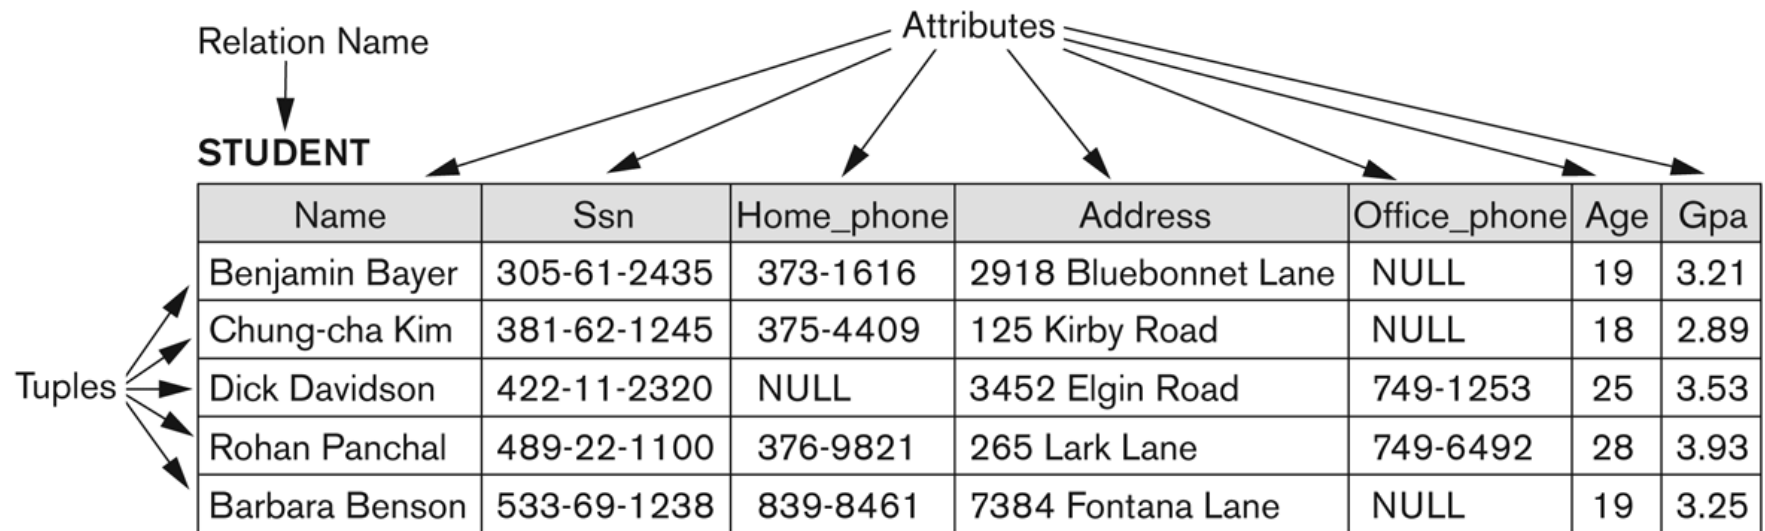 Attributes
Relation Name
STUDENT
Name Ssn Home_phone Address Office_phone Age Gpa
Benjamin Bayer 305-61-2435 373-1616 2918 Bluebonnet Lane NULL 19 3.21
Chung-cha Kim 381-62-1245 375-4409 125 Kirby Road NULL 18 2.89
Tuples
Dick Davidson 422-11-2320 NULL 3452 Elgin Road 749-1253 25 3.53
Rohan Panchal 489-22-1100 376-9821 265 Lark Lane 749-6492 28 3.93
Barbara Benson 533-69-1238 839-8461 7384 Fontana Lane NULL 19 3.25